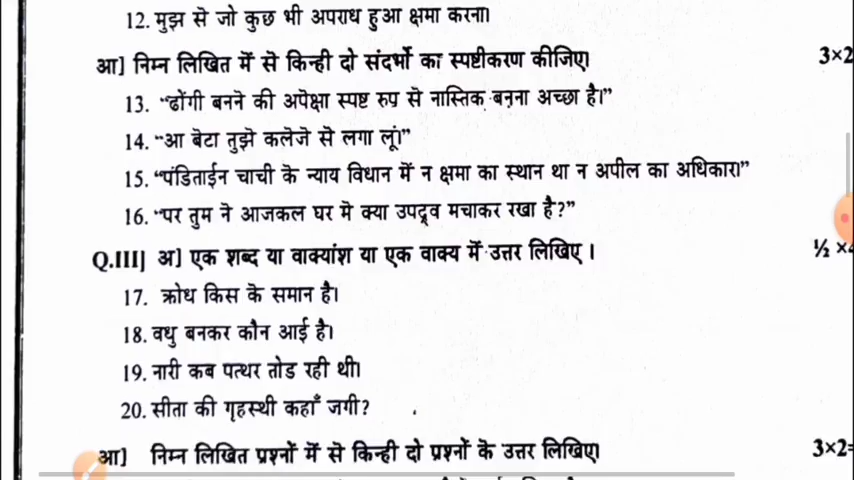 12. मुझ से जो कुछ भी अपराध हुआ क्षमा करना।
आ] निम्न लिखित में से किन्ही दो संदर्भो का स्पष्टीकरण कीजिए। 3×2
13. “ढोंगी बनने की अपेक्षा स्पष्ट रुप से नास्तिक बनना अच्छा है।”
14. “आ बेटा तुझे कलेजे से लगा लूं।”
15. “पंडिताईन चाची के न्याय विधान में न क्षमा का स्थान था न अपील का अधिकार।”
16. “पर तुम ने आजकल घर मे क्या उपद्रव मचाकर रखा है?”
Q.III] अ] एक शब्द या वाक्यांश या एक वाक्य में उत्तर लिखिए । ½ ×4
17. क्रोध किस के समान है।
18. वधु बनकर कौन आई है।
19. नारी कब पत्थर तोड रही थी।
20. सीता की गृहस्थी कहाँ जगी?
आ] निम्न लिखित प्रश्नों में से किन्ही दो प्रश्नों के उत्तर लिखिए। 3×2=